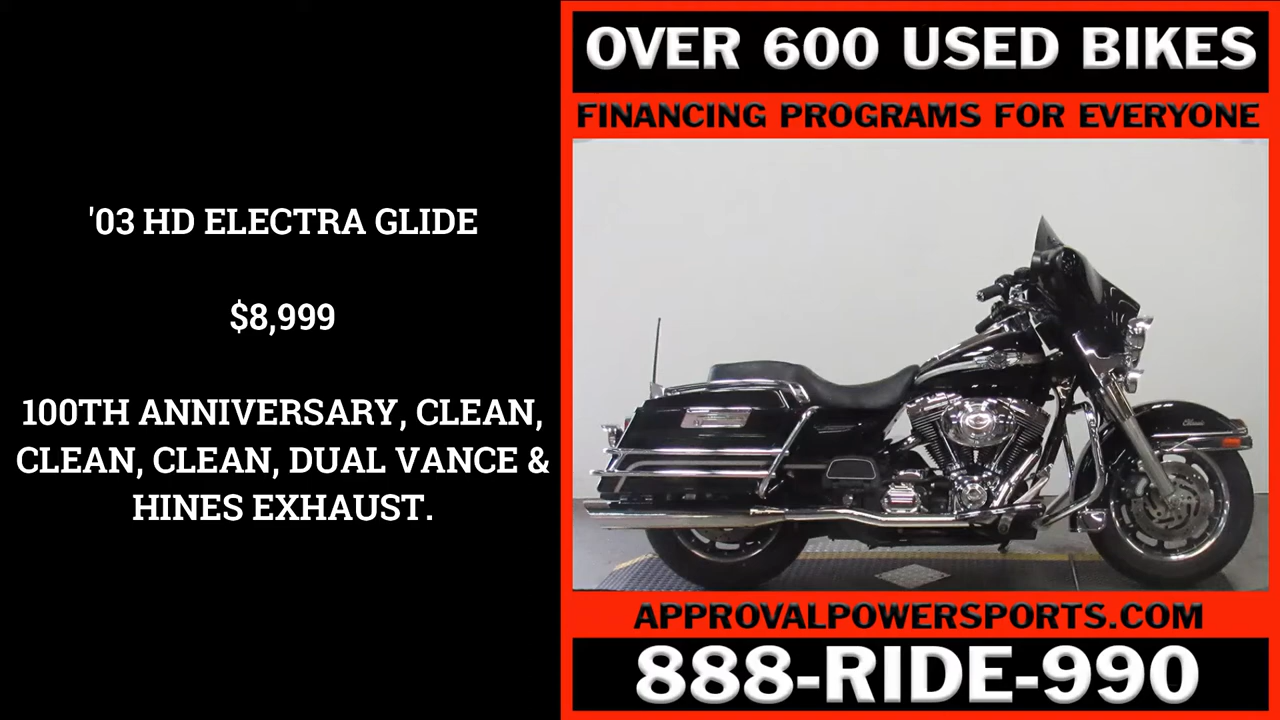 '03 HD ELECTRA GLIDE
$8,999
100TH ANNIVERSARY, CLEAN,
CLEAN, CLEAN, DUAL VANCE &
HINES EXHAUST.
OVER 600 USED BIKES
FINANCING PROGRAMS FOR EVERYONE
Classic
APPROVALPOWERSPORTS.COM
888-RIDE-990